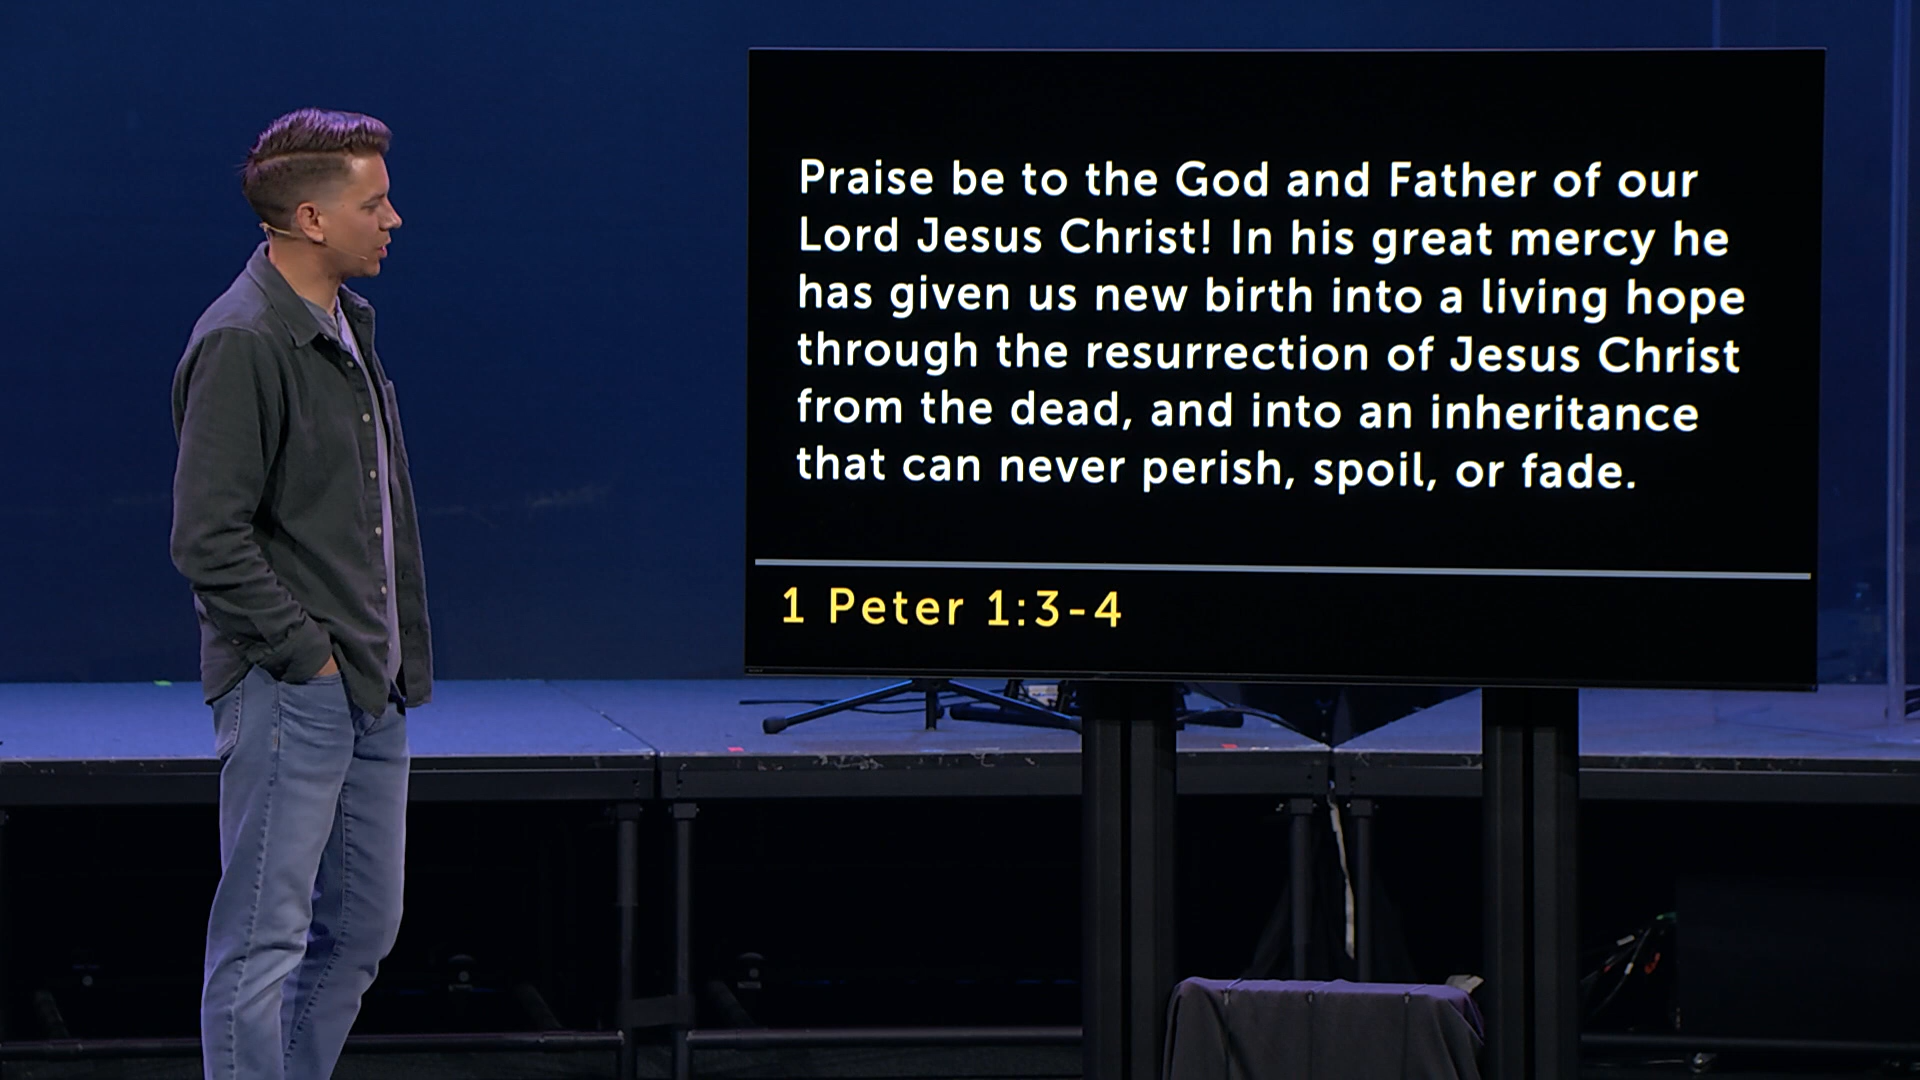 Praise be to the God and Father of our
Lord Jesus Christ! In his great mercy he
has given us new birth into a living hope
through the resurrection of Jesus Christ
from the dead, and into an inheritance
that can never perish, spoil, or fade.
1 Peter 1:3-4